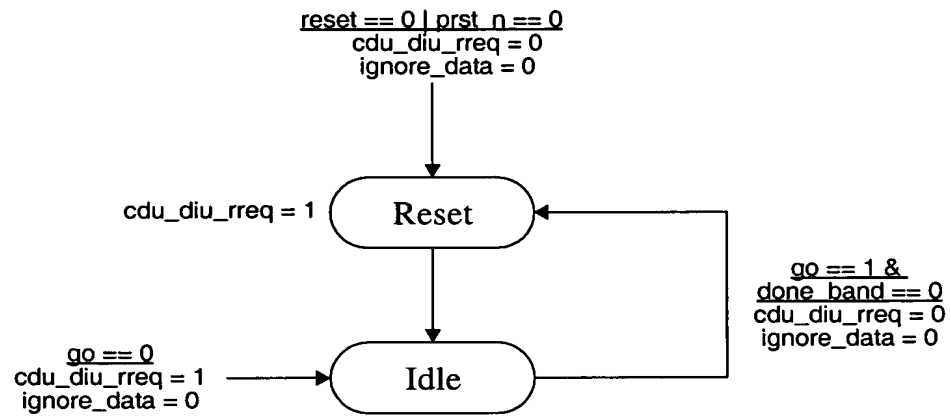 reset == 0 | prst_n == 0
cdu_diu_rreq = 0
ignore_data = 0
cdu_diu_rreq = 1
Reset
go == 1 &
done_band == 0
cdu_diu_rreq = 0
ignore_data = 0
go == 0
cdu_diu_rreq = 1
ignore_data = 0
Idle